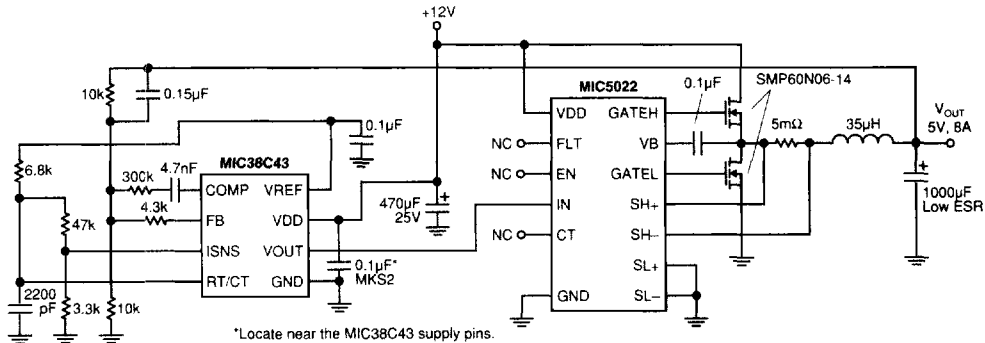 +12V
10k
0.15µF
6.8k
0.1µF
MIC38C43
300k
4.7nF
4.3k
47k
COMP
FB
ISNS
RT/CT
VREF
VDD
VOUT
GND
2200
pF
3.3k
10k
470µF
25V
0.1µF*
MKS2
*Locate near the MIC38C43 supply pins.
MIC5022
VDD
FLT
EN
IN
CT
GND
GATEH
VB
GATEL
SH+
SH–
SL+
SL–
NC
NC
NC
0.1µF
SMP60N06-14
5mΩ
35µH
VOUT
5V, 8A
1000µF
Low ESR